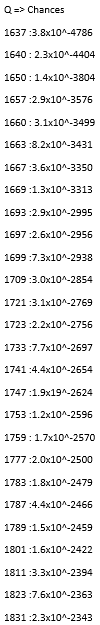 Q => Chances
1637 :3.8x10^-4786
1640 : 2.3x10^-4404
1650 : 1.4x10^-3804
1657 :2.9x10^-3576
1660 : 3.1x10^-3499
1663 :8.2x10^-3431
1667 :3.6x10^-3350
1669 :1.3x10^-3313
1693 :2.9x10^-2995
1697 :2.6x10^-2956
1699 :7.3x10^-2938
1709 :3.0x10^-2854
1721 :3.1x10^-2769
1723 :2.2x10^-2756
1733 :7.7x10^-2697
1741 :4.4x10^-2654
1747 :1.9x19^-2624
1753 :1.2x10^-2596
1759 : 1.7x10^-2570
1777 :2.0x10^-2500
1783 :1.8x10^-2479
1787 :4.4x10^-2466
1789 :1.5x10^-2459
1801 :1.6x10^-2422
1811 :3.3x10^-2394
1823 :7.6x10^-2363
1831 :2.3x10^-2343